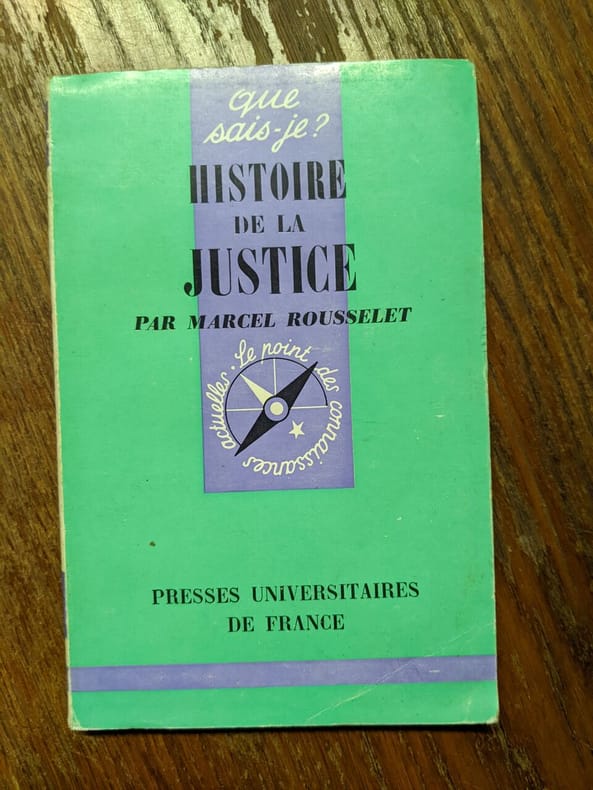 que
sais-je?
HISTOIRE
DE LA
JUSTICE
PAR MARCEL ROUSSELET
Le point des connaissances actuelles.
PRESSES UNiVERSITAIRES
DE FRANCE